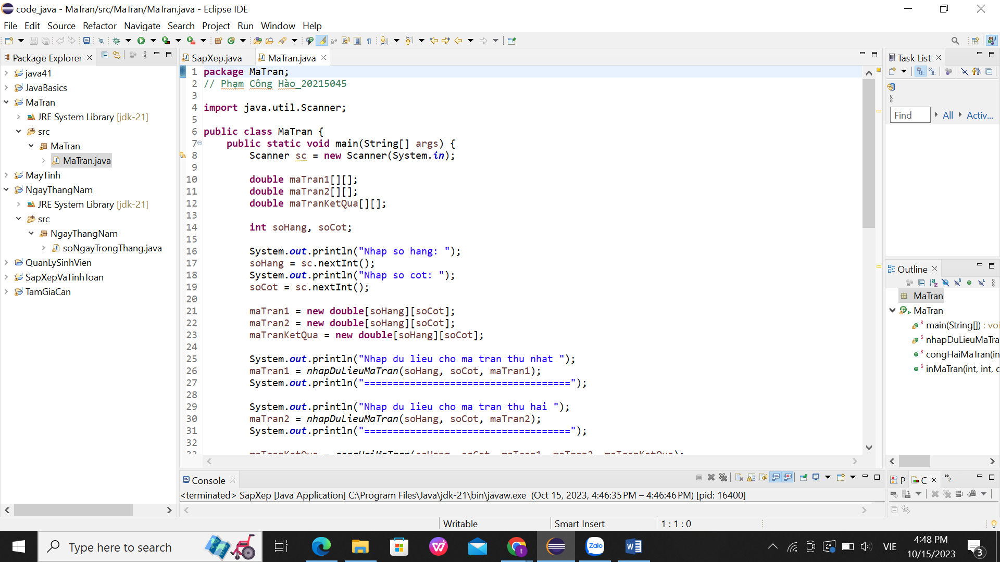 code_java - MaTran/src/MaTran/MaTran.java - Eclipse IDE
File Edit Source Refactor Navigate Search Project Run Window Help
Package Explorer
java41
JavaBasics
MaTran
JRE System Library [jdk-21]
src
MaTran
MaTran.java
MayTinh
NgayThangNam
JRE System Library [jdk-21]
src
NgayThangNam
soNgayTrongThang.java
QuanLySinhVien
SapXepVaTinhToan
TamGiaCan
SapXep.java MaTran.java
1 package MaTran;
2 // Phạm Công Hào_20215045
3
4 import java.util.Scanner;
5
6 public class MaTran {
7 public static void main(String[] args) {
8 Scanner sc = new Scanner(System.in);
9
10 double maTran1[][];
11 double maTran2[][];
12 double maTranKetQua[][];
13
14 int soHang, soCot;
15
16 System.out.println("Nhap so hang: ");
17 soHang = sc.nextInt();
18 System.out.println("Nhap so cot: ");
19 soCot = sc.nextInt();
20
21 maTran1 = new double[soHang][soCot];
22 maTran2 = new double[soHang][soCot];
23 maTranKetQua = new double[soHang][soCot];
24
25 System.out.println("Nhap du lieu cho ma tran thu nhat ");
26 maTran1 = nhapDuLieuMaTran(soHang, soCot, maTran1);
27 System.out.println("====================================");
28
29 System.out.println("Nhap du lieu cho ma tran thu hai ");
30 maTran2 = nhapDuLieuMaTran(soHang, soCot, maTran2);
31 System.out.println("====================================");
32
33 maTranKetQua = congHaiMaTran(soHang, soCot, maTran1, maTran2, maTranKetQua);
Task List
Find All Activ...
Outline
MaTran
MaTran
main(String[]) : voi
nhapDuLieuMaTra
congHaiMaTran(in
inMaTran(int, int, c
Console
<terminated> SapXep [Java Application] C:\Program Files\Java\jdk-21\bin\javaw.exe (Oct 15, 2023, 4:46:35 PM – 4:46:46 PM) [pid: 16400]
P C »2
Writable Smart Insert 1 : 1 : 0
Type here to search
Zalo
W
VIE
4:48 PM
10/15/2023
3